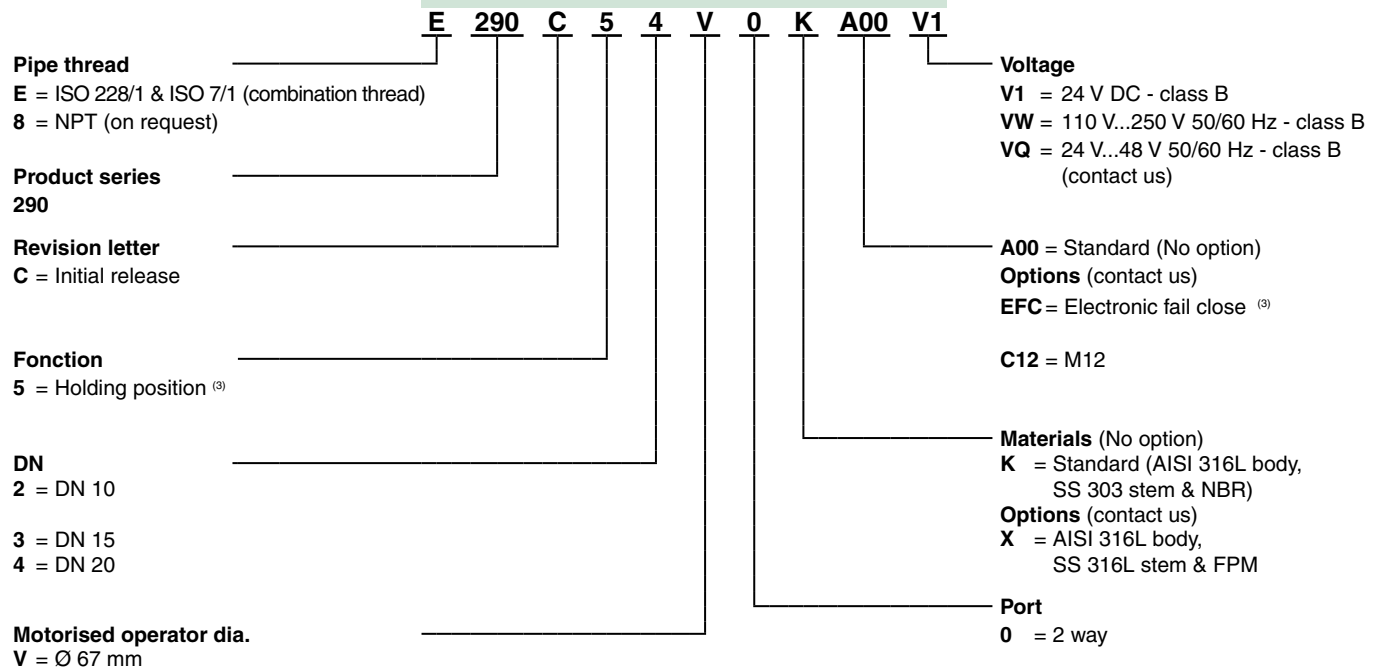 E 290 C 5 4 V 0 K A00 V1
Pipe thread
E = ISO 228/1 & ISO 7/1 (combination thread)
8 = NPT (on request)
Product series
290
Revision letter
C = Initial release
Fonction
5 = Holding position (3)
DN
2 = DN 10
3 = DN 15
4 = DN 20
Motorised operator dia.
V = Ø 67 mm
Voltage
V1 = 24 V DC - class B
VW = 110 V...250 V 50/60 Hz - class B
VQ = 24 V...48 V 50/60 Hz - class B
(contact us)
A00 = Standard (No option)
Options (contact us)
EFC = Electronic fail close (3)
C12 = M12
Materials (No option)
K = Standard (AISI 316L body,
SS 303 stem & NBR)
Options (contact us)
X = AISI 316L body,
SS 316L stem & FPM
Port
0 = 2 way